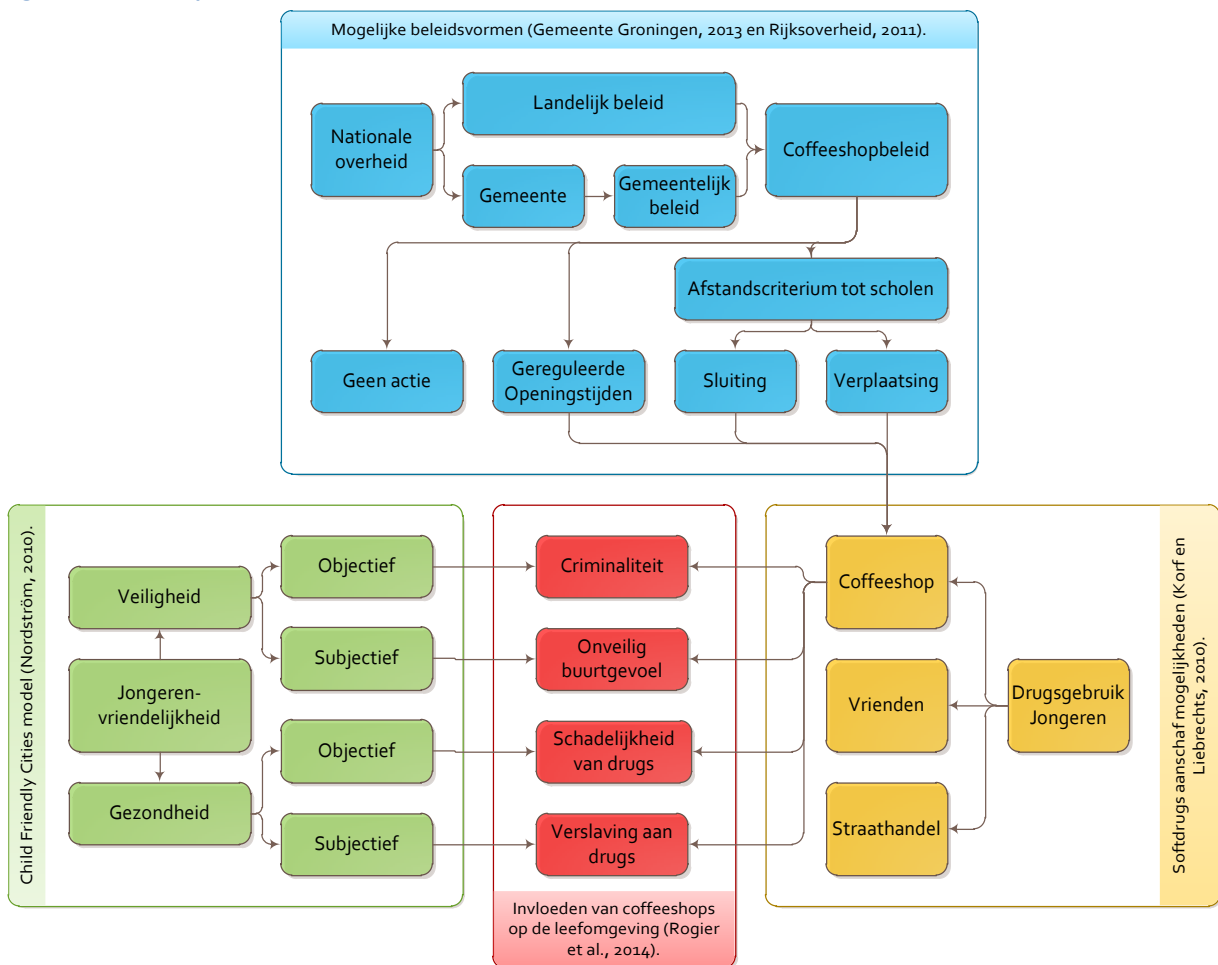 Mogelijke beleidsvormen (Gemeente Groningen, 2013 en Rijksoverheid, 2011).
Landelijk beleid
Nationale
overheid
Coffeeshopbeleid
Gemeente
Gemeentelijk
beleid
Afstandscriterium tot scholen
Geen actie
Gereguleerde
Openingstijden
Sluiting
Verplaatsing
Child Friendly Cities model (Nordström, 2010).
Veiligheid
Jongeren-
vriendelijkheid
Gezondheid
Objectief
Subjectief
Objectief
Subjectief
Criminaliteit
Onveilig
buurtgevoel
Schadelijkheid
van drugs
Verslaving aan
drugs
Invloeden van coffeeshops
op de leefomgeving (Rogier
et al., 2014).
Coffeeshop
Vrienden
Straathandel
Drugsgebruik
Jongeren
Softdrugs aanschaf mogelijkheden (Korf en
Liebrechts, 2010).